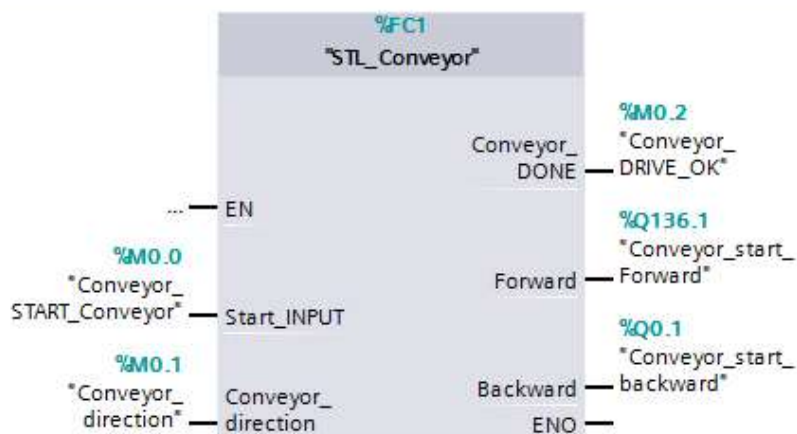 %FC1
"STL_Conveyor"
%M0.2
"Conveyor_
DRIVE_OK"
Conveyor_
DONE
...
EN
%Q136.1
"Conveyor_start_
Forward"
Forward
%M0.0
"Conveyor_
START_Conveyor"
Start_INPUT
%Q0.1
"Conveyor_start_
backward"
Backward
%M0.1
"Conveyor_
direction"
Conveyor_
direction
ENO